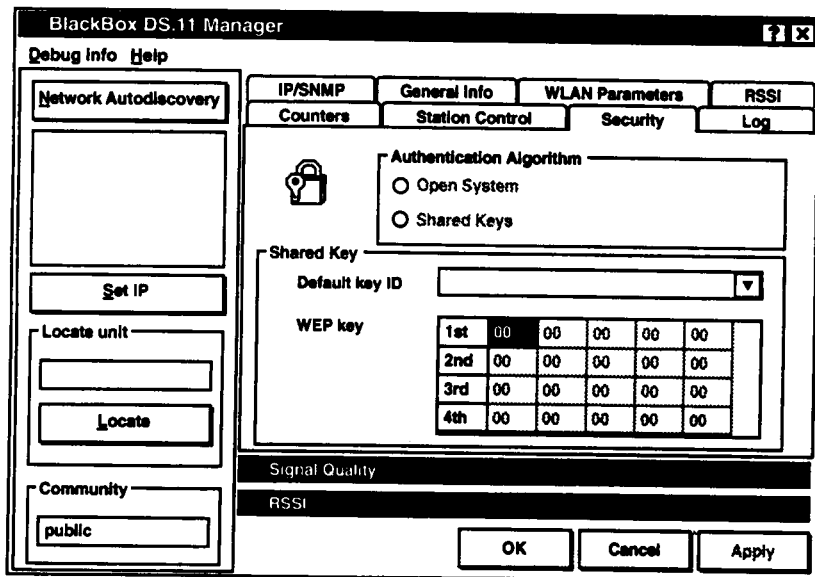 BlackBox DS.11 Manager ? X
Debug Info Help
Network Autodiscovery
Set IP
Locate unit
Locate
Community
public
IP/SNMP General Info WLAN Parameters RSSI
Counters Station Control Security Log
Authentication Algorithm
Open System
Shared Keys
Shared Key
Default key ID
WEP key
1st 00 00 00 00 00
2nd 00 00 00 00 00
3rd 00 00 00 00 00
4th 00 00 00 00 00
Signal Quality
RSSI
OK Cancel Apply